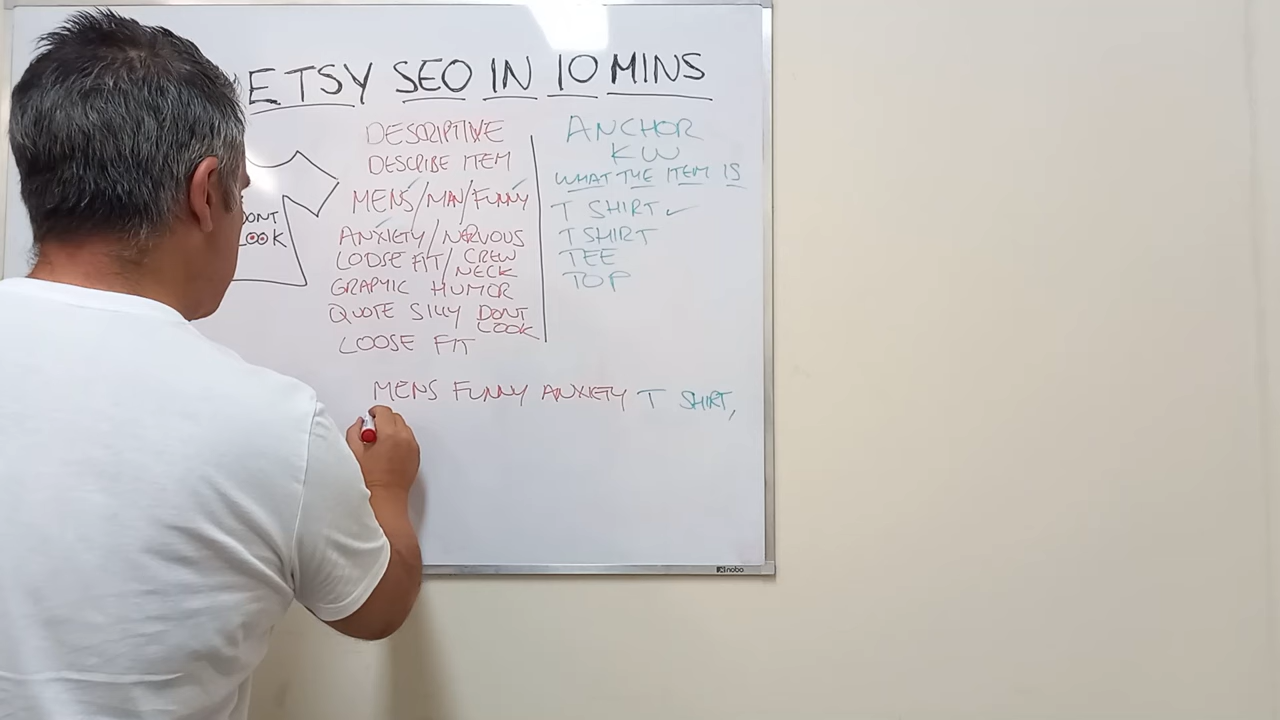 ETSY SEO IN 10 MINS
DESCRIPTIVE
DESCRIBE ITEM
MENS/MAN/FUNNY
ANXIETY/NERVOUS
LOOSE FIT/CREW NECK
GRAPHIC HUMOR
QUOTE SILLY DONT LOOK
LOOSE FIT
ANCHOR
KW
WHAT THE ITEM IS
T SHIRT
TSHIRT
TEE
TOP
DONT
LOOK
MENS FUNNY ANXIETY T SHIRT,
nobo